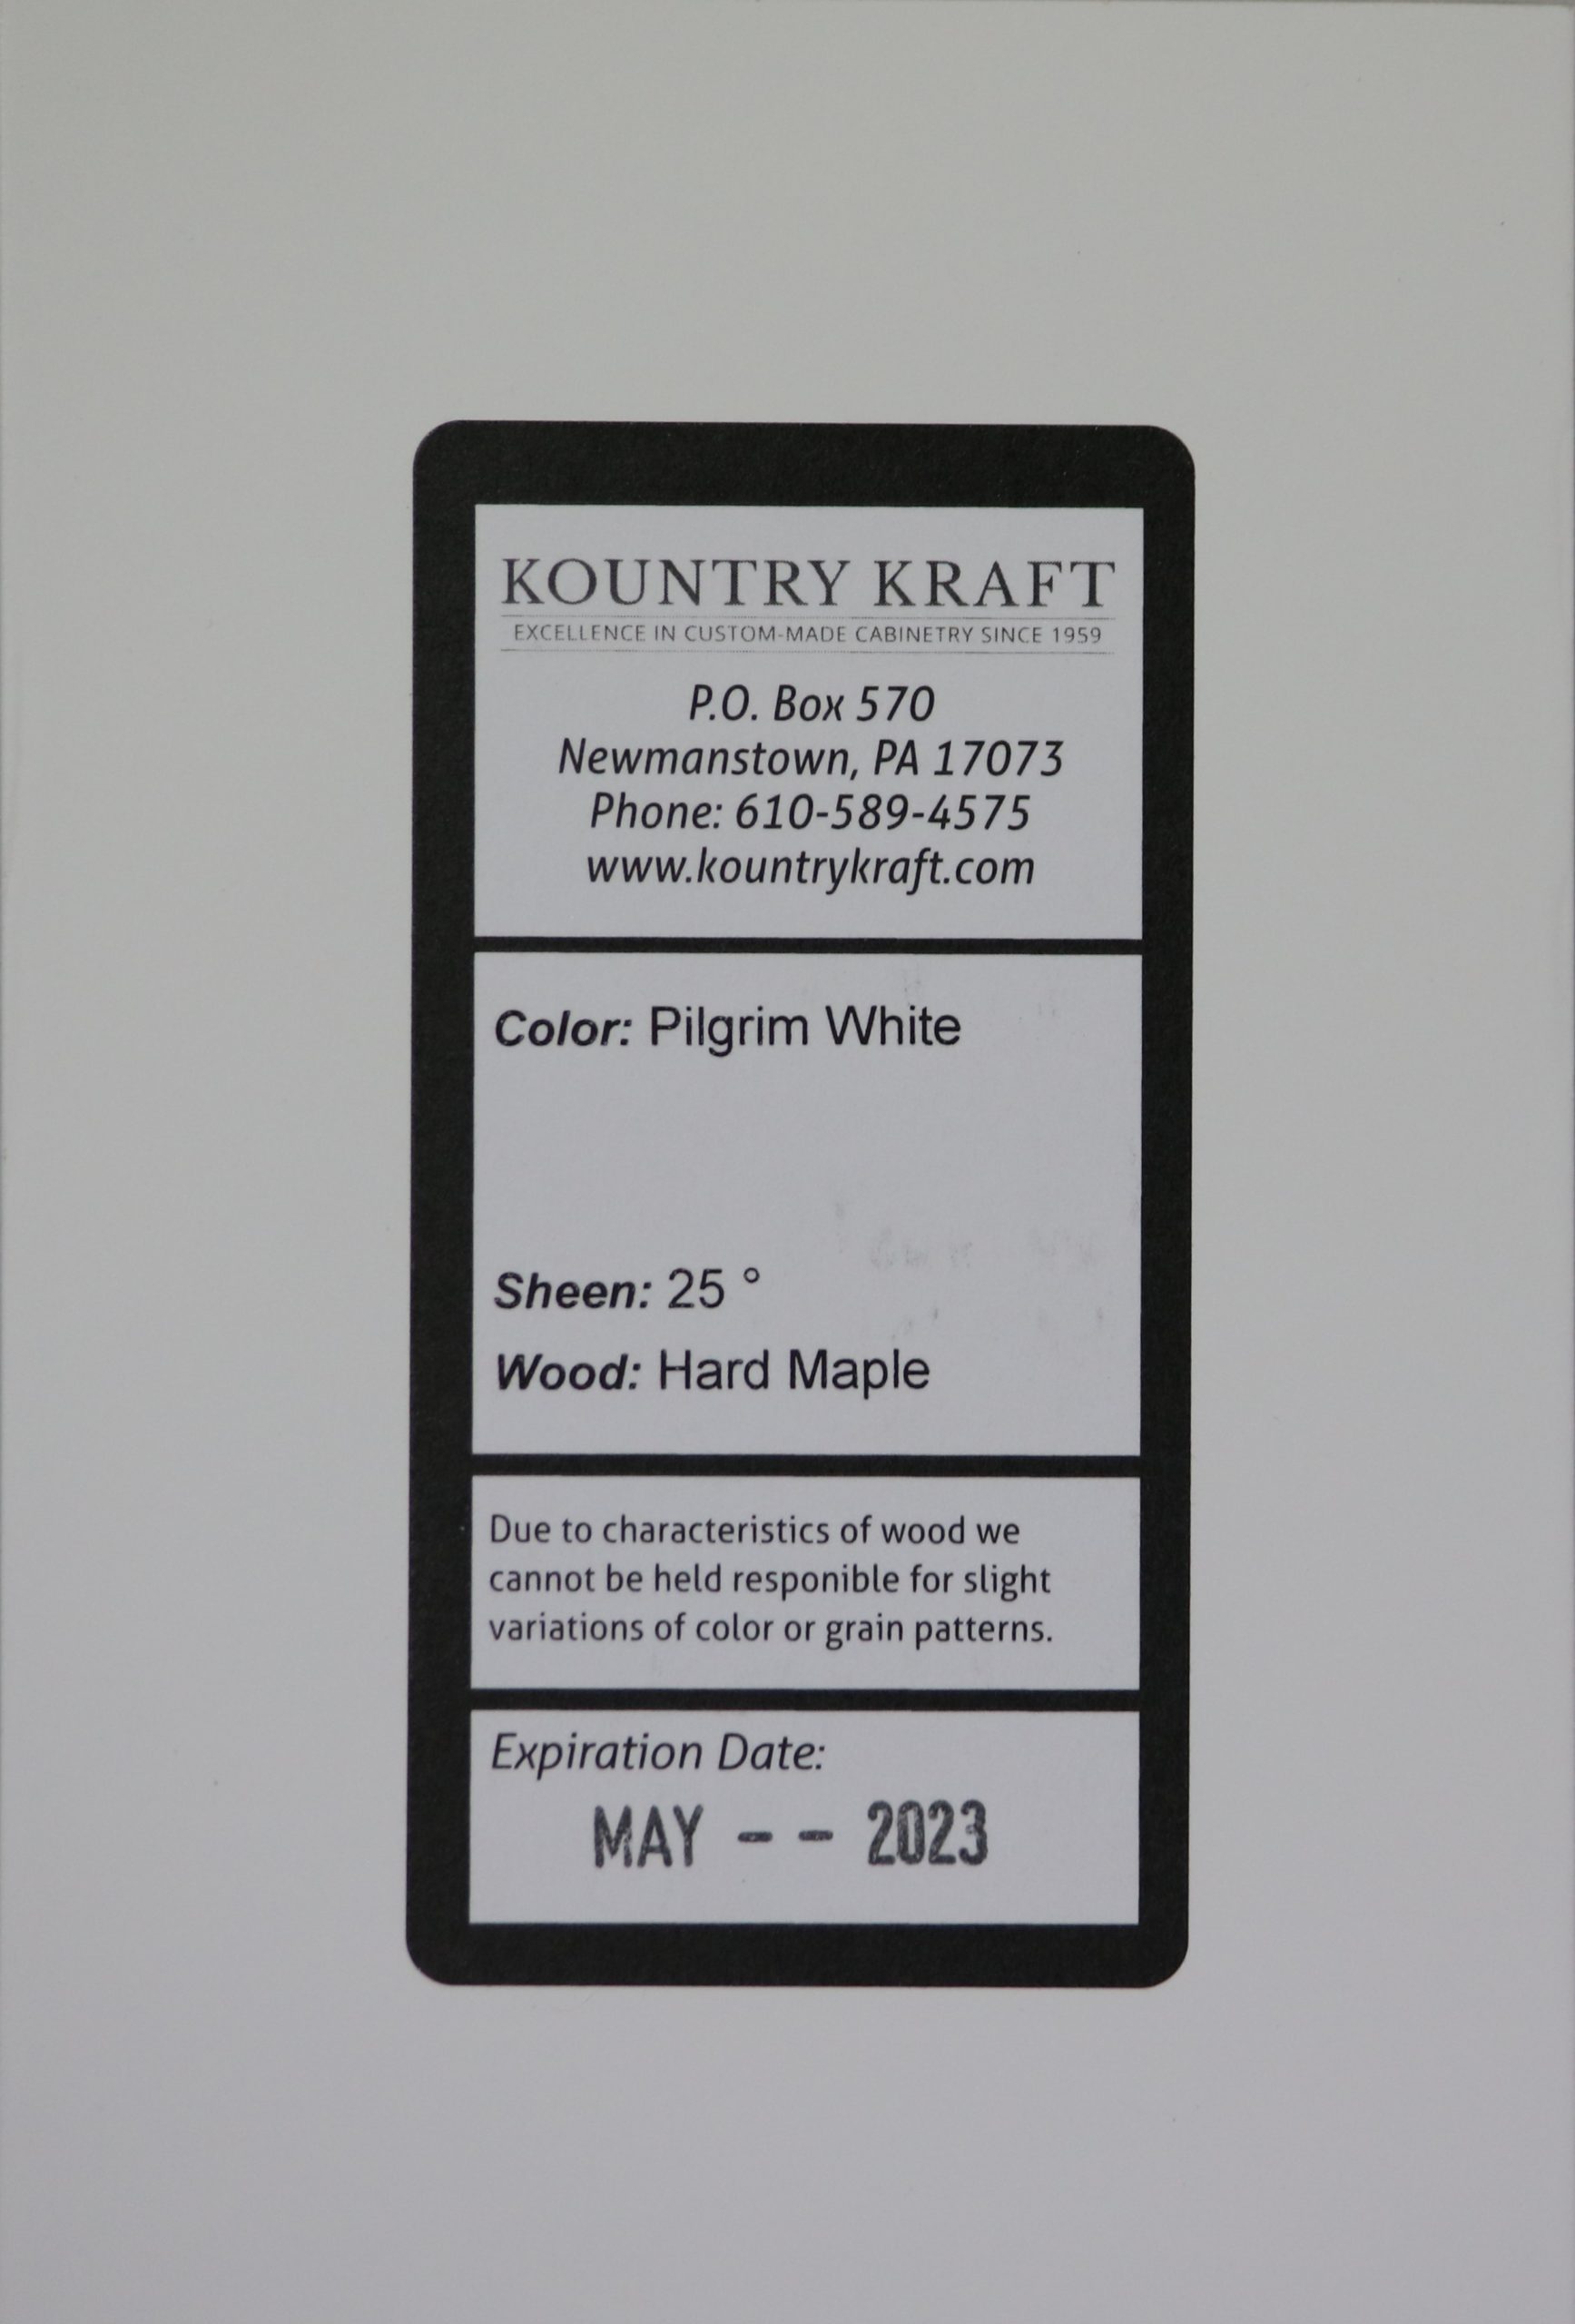 KOUNTRY KRAFT
EXCELLENCE IN CUSTOM-MADE CABINETRY SINCE 1959
P.O. Box 570
Newmanstown, PA 17073
Phone: 610-589-4575
www.kountrykraft.com
Color: Pilgrim White
Sheen: 25 °
Wood: Hard Maple
Due to characteristics of wood we
cannot be held responible for slight
variations of color or grain patterns.
Expiration Date:
MAY -- 2023